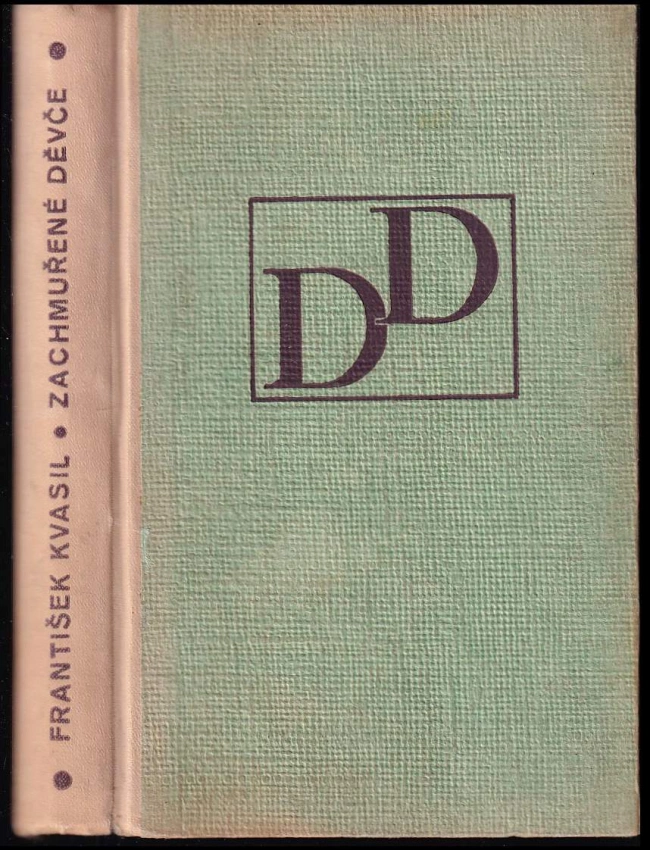 ● FRANTIŠEK KVASIL ● ZACHMUŘENÉ DĚVČE ●
DD